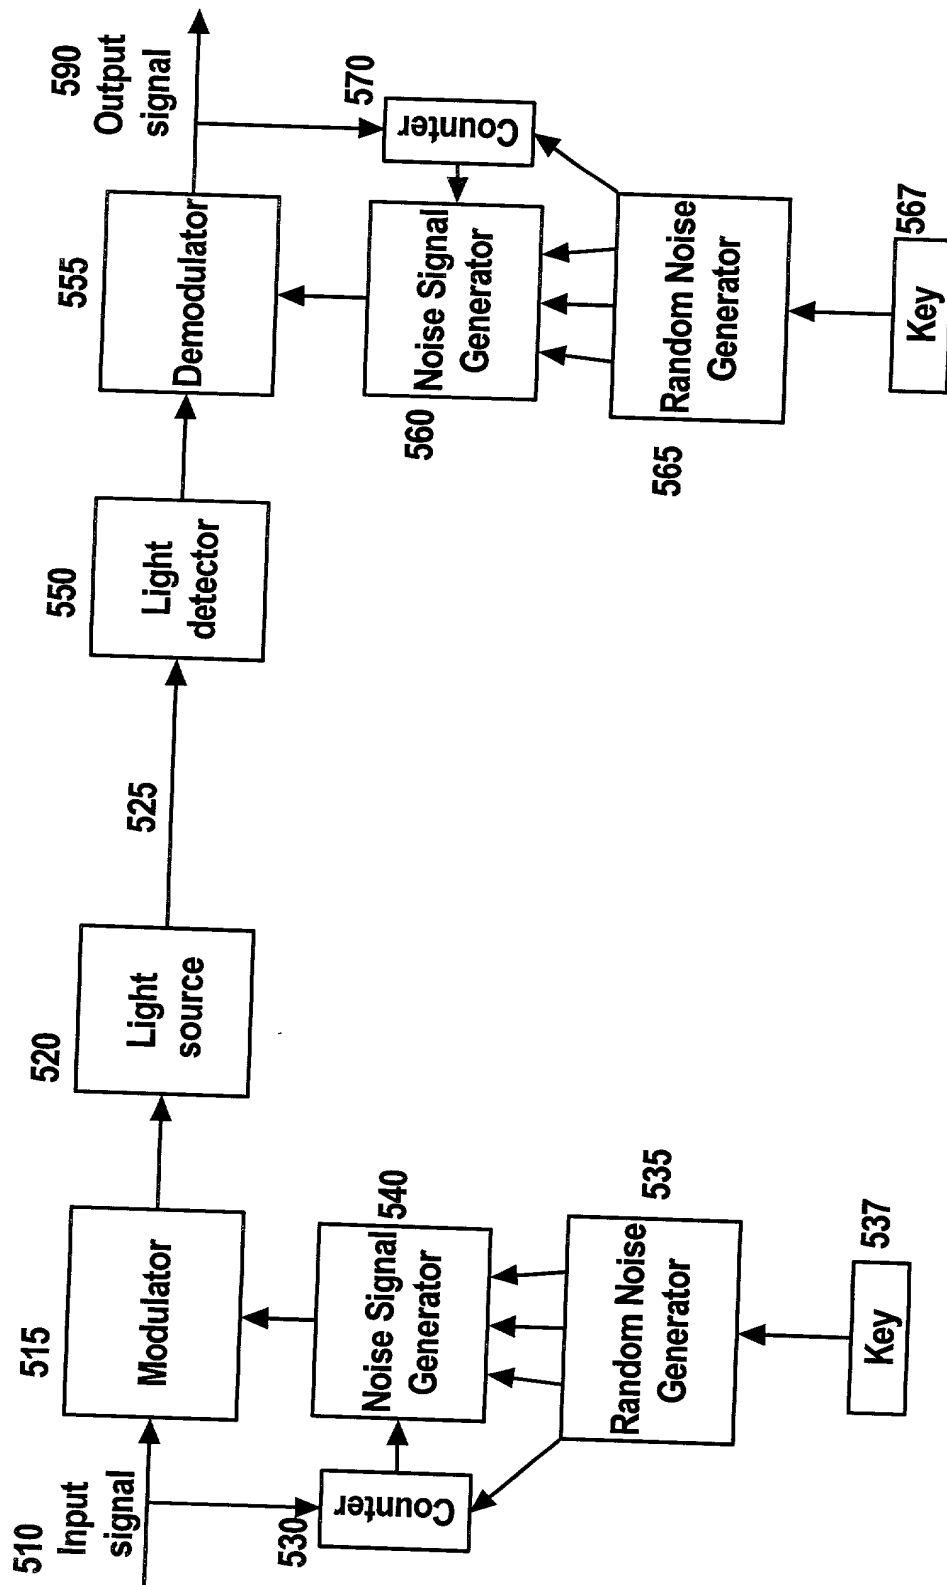 510
Input
signal
515
Modulator
520
Light
source
525
550
Light
detector
555
Demodulator
590
Output
signal
530
Counter
540
Noise Signal
Generator
535
Random Noise
Generator
537
Key
560
Noise Signal
Generator
570
Counter
565
Random Noise
Generator
567
Key